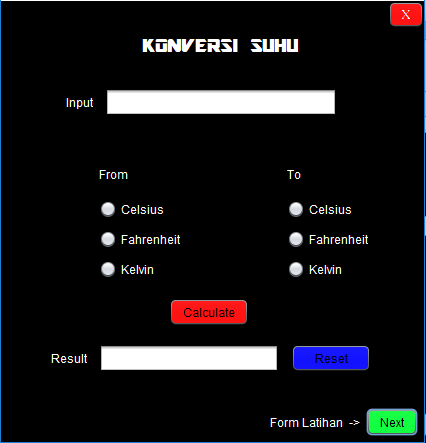 X
KONVERSI SUHU
Input
From To
Celsius Celsius
Fahrenheit Fahrenheit
Kelvin Kelvin
Calculate
Result Reset
Form Latihan -> Next